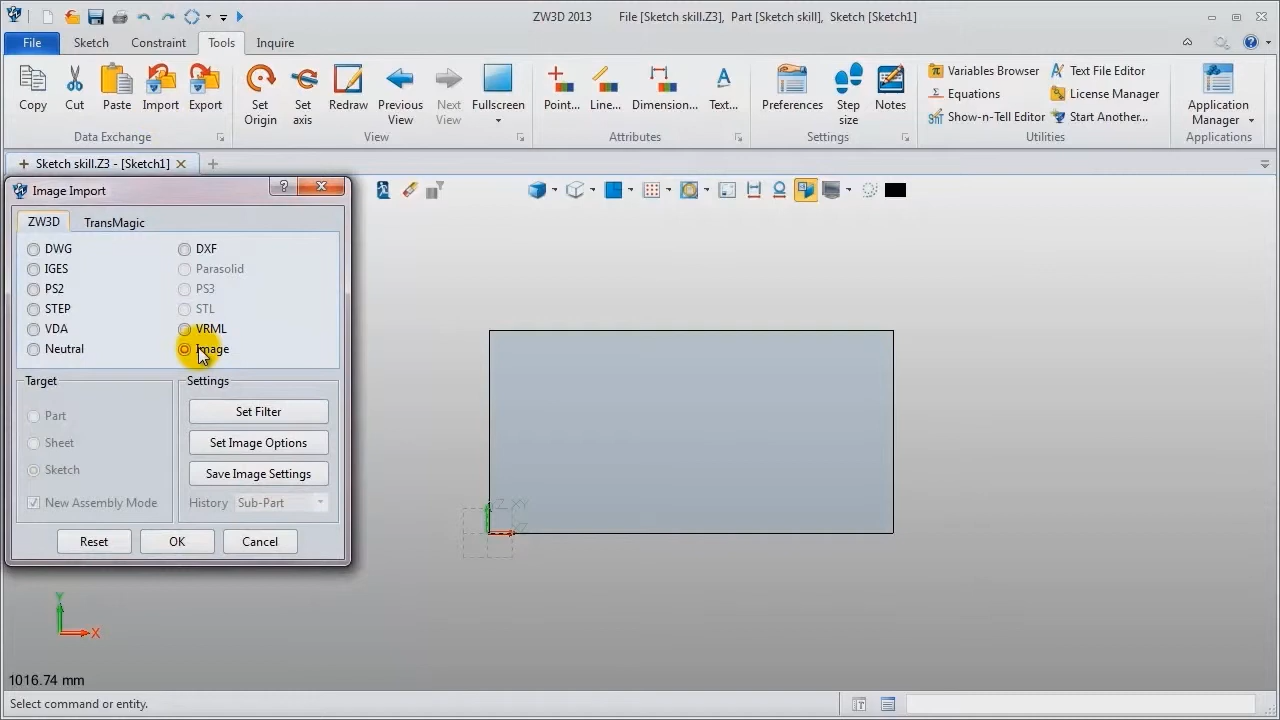 ZW3D 2013 File [Sketch skill.Z3], Part [Sketch skill], Sketch [Sketch1]
File Sketch Constraint Tools Inquire
Copy Cut Paste Import Export
Data Exchange
Set Origin Set axis Redraw Previous View Next View Fullscreen
View
Point... Line... Dimension... Text...
Attributes
Preferences Step size Notes
Settings
Variables Browser Text File Editor
Equations License Manager
Show-n-Tell Editor Start Another...
Utilities
Application Manager
Applications
Sketch skill.Z3 - [Sketch1]
Image Import
ZW3D TransMagic
DWG DXF
IGES Parasolid
PS2 PS3
STEP STL
VDA VRML
Neutral Image
Target Settings
Part Set Filter
Sheet Set Image Options
Sketch Save Image Settings
New Assembly Mode History Sub-Part
Reset OK Cancel
XY
Y
X
1016.74 mm
Select command or entity.